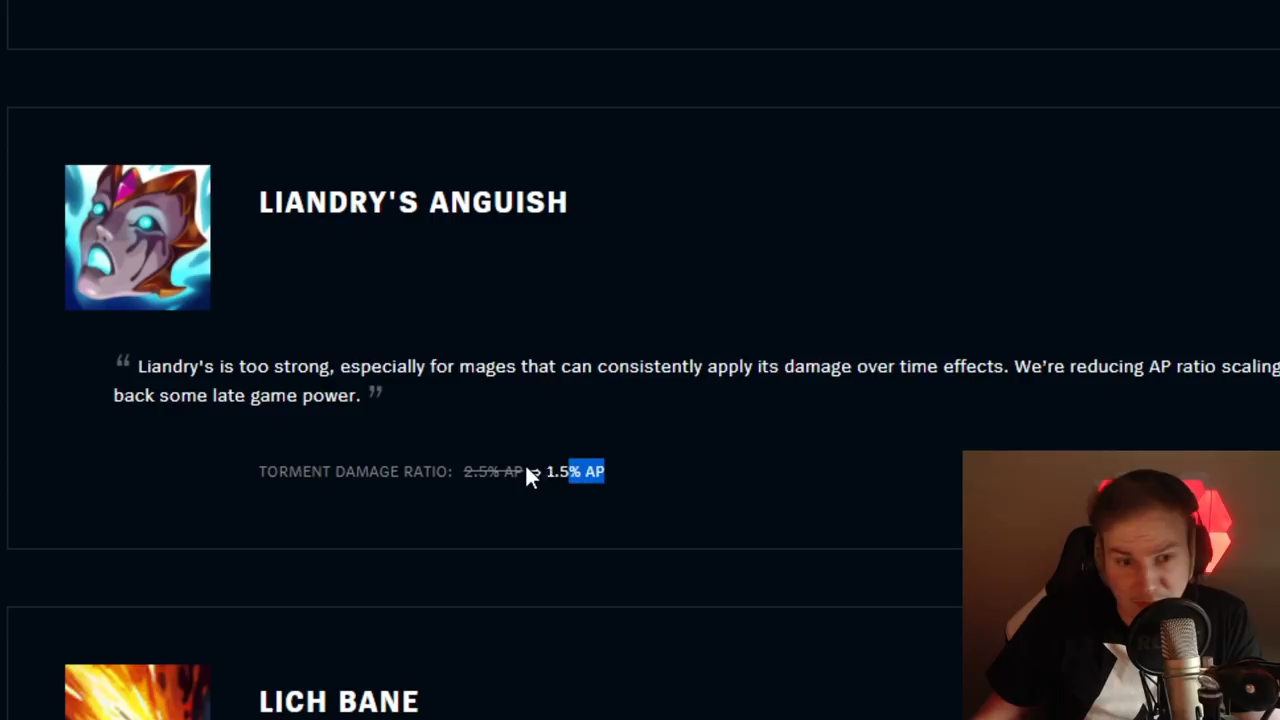 LIANDRY'S ANGUISH
“ Liandry's is too strong, especially for mages that can consistently apply its damage over time effects. We're reducing AP ratio scaling
back some late game power. ”
TORMENT DAMAGE RATIO: 2.5% AP ⇒ 1.5% AP
LICH BANE